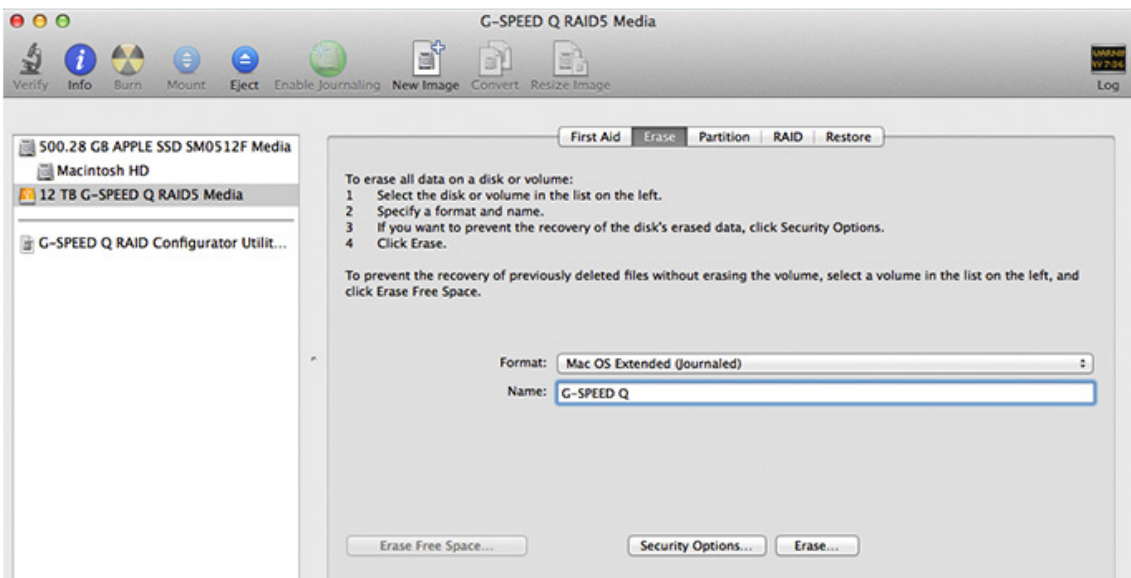 G-SPEED Q RAID5 Media
Verify Info Burn Mount Eject Enable Journaling New Image Convert Resize Image Log
First Aid Erase Partition RAID Restore
500.28 GB APPLE SSD SM0512F Media
Macintosh HD
12 TB G-SPEED Q RAID5 Media
G-SPEED Q RAID Configurator Utilit...
To erase all data on a disk or volume:
1 Select the disk or volume in the list on the left.
2 Specify a format and name.
3 If you want to prevent the recovery of the disk's erased data, click Security Options.
4 Click Erase.
To prevent the recovery of previously deleted files without erasing the volume, select a volume in the list on the left, and
click Erase Free Space.
Format: Mac OS Extended (Journaled)
Name: G-SPEED Q
Erase Free Space... Security Options... Erase...